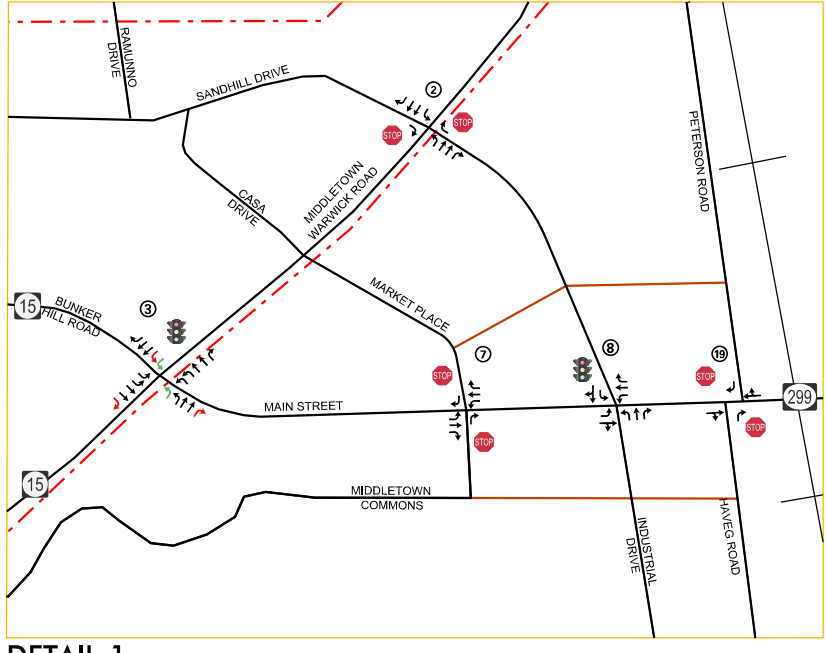 RAMUNNO
DRIVE
SANDHILL DRIVE
2
STOP
STOP
PETERSON ROAD
MIDDLETOWN
WARWICK ROAD
CASA
DRIVE
MARKET PLACE
15
BUNKER
HILL ROAD
3
7
8
19
STOP
STOP
299
MAIN STREET
STOP
STOP
15
MIDDLETOWN
COMMONS
INDUSTRIAL
DRIVE
HAVEG ROAD
DETAIL 1